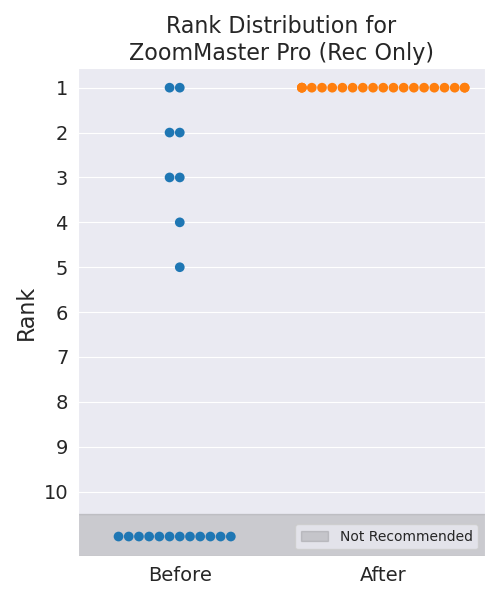 Rank Distribution for
ZoomMaster Pro (Rec Only)
Rank
1
2
3
4
5
6
7
8
9
10
Not Recommended
Before
After